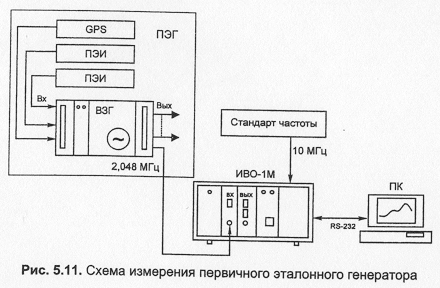 GPS
ПЭГ
ПЭИ
ПЭИ
Вх
ВЗГ
Вых
2,048 МГц
Стандарт частоты
10 МГц
ИВО-1М
ВХ
ВЫХ
ПК
RS-232
Рис. 5.11. Схема измерения первичного эталонного генератора